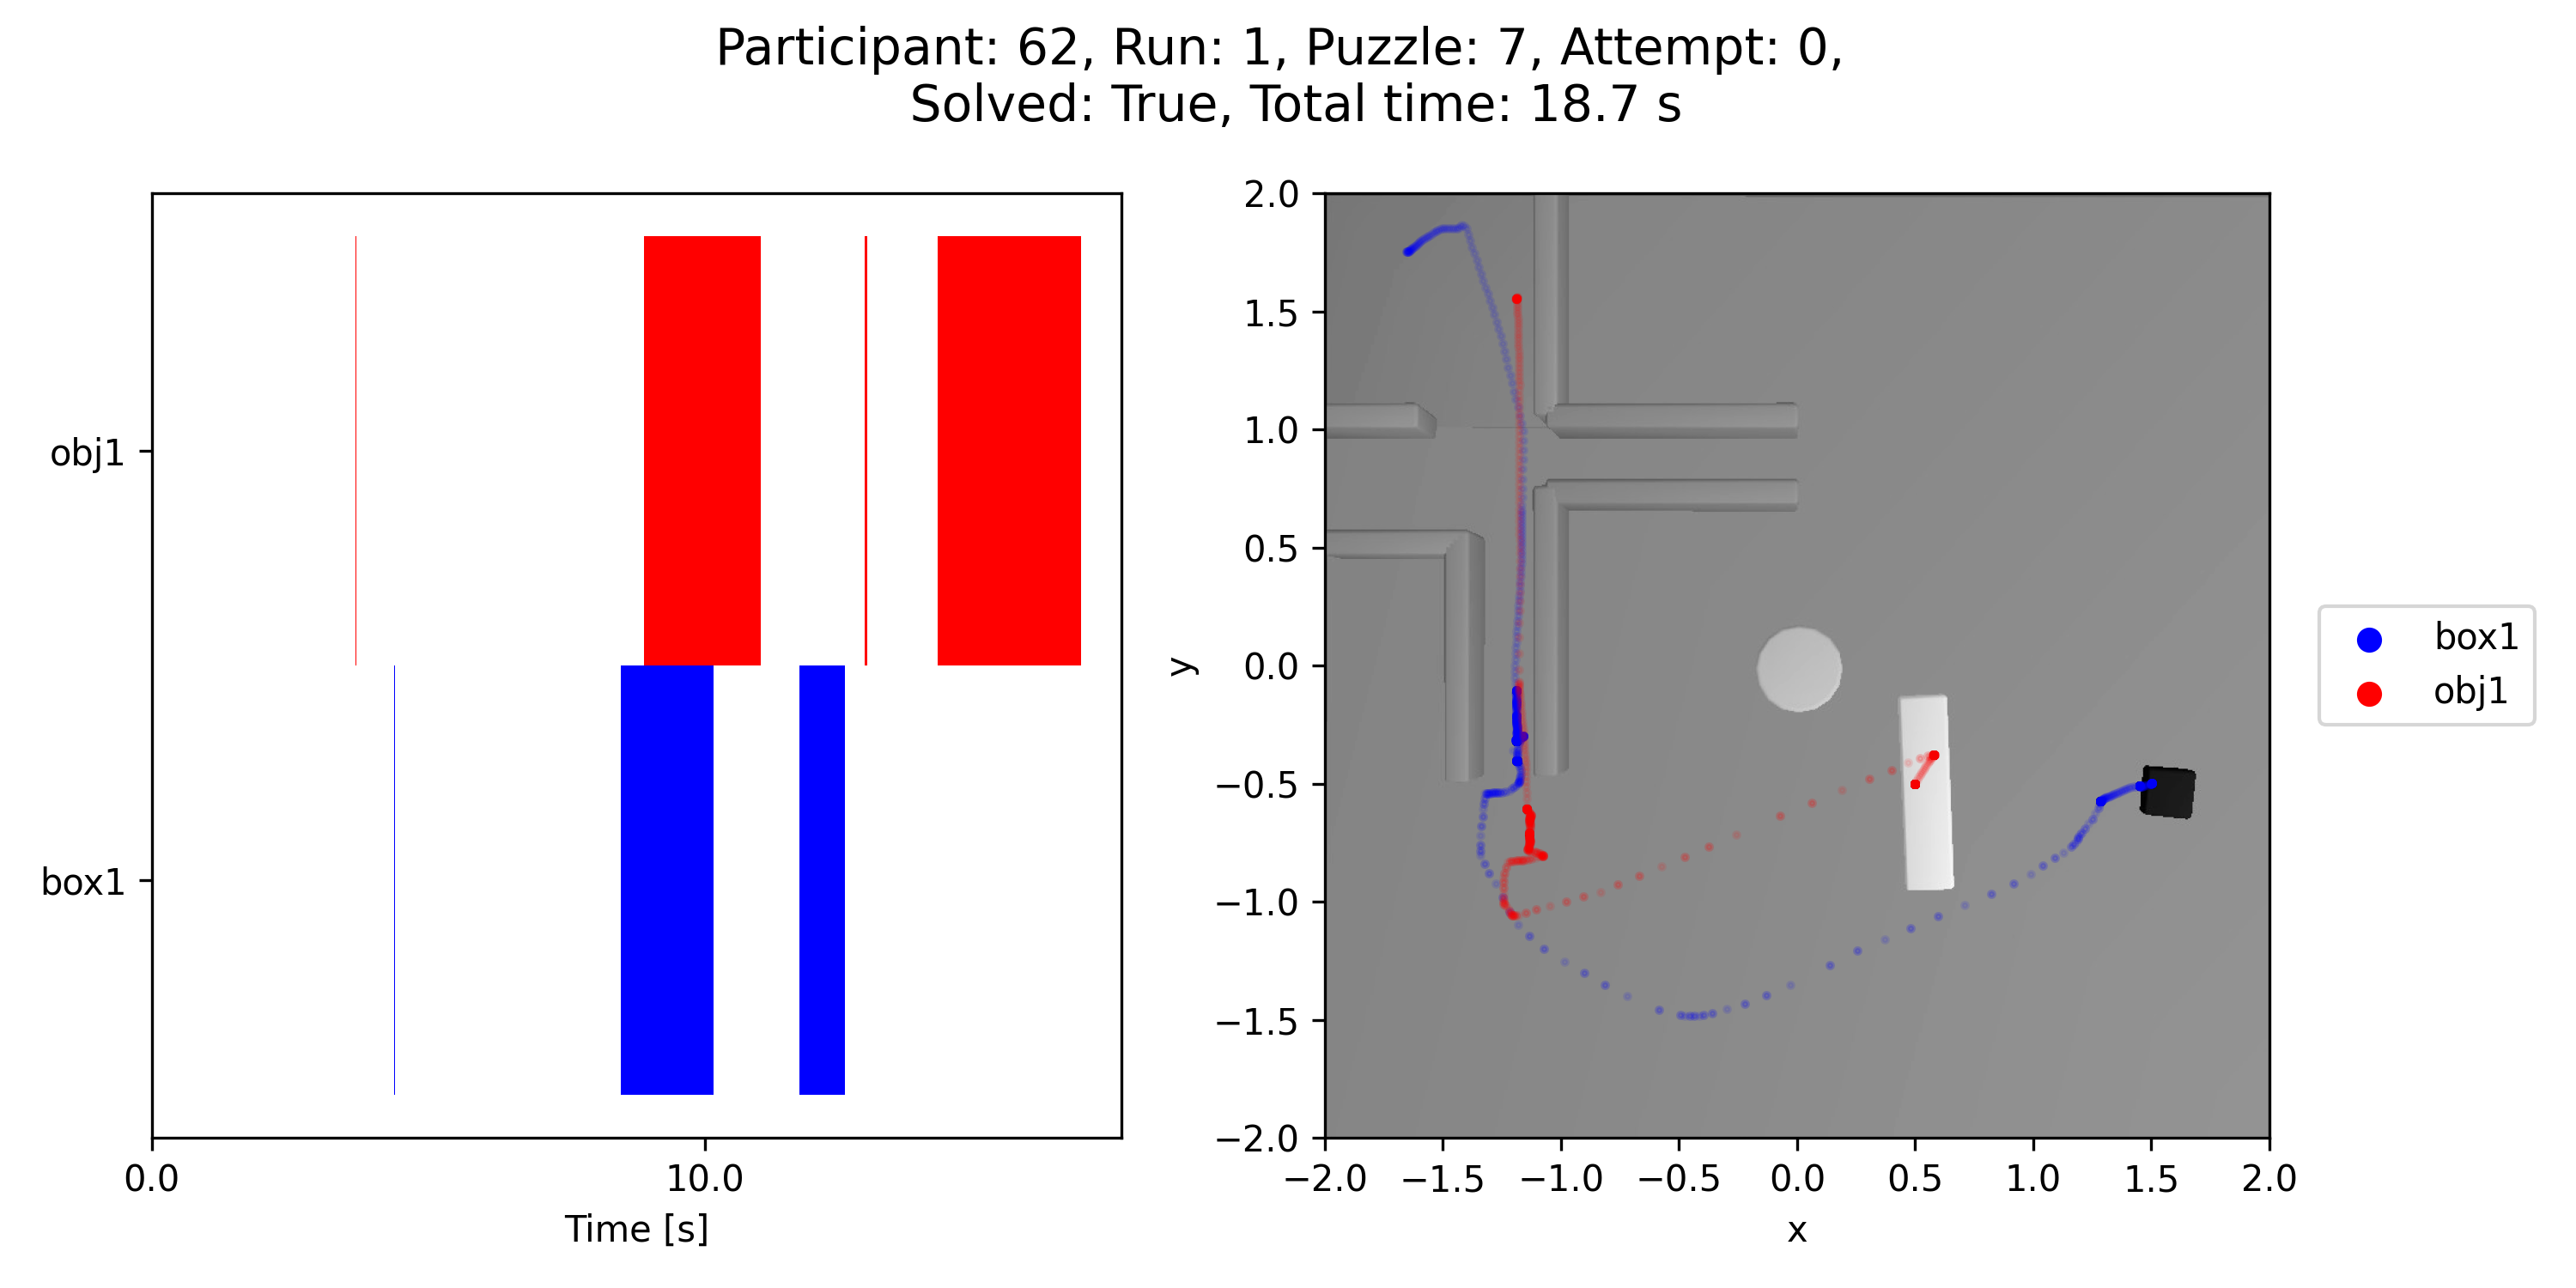 Participant: 62, Run: 1, Puzzle: 7, Attempt: 0,
Solved: True, Total time: 18.7 s
obj1
box1
0.0
10.0
Time [s]
2.0
1.5
1.0
0.5
0.0
−0.5
−1.0
−1.5
−2.0
y
−2.0
−1.5
−1.0
−0.5
0.0
0.5
1.0
1.5
2.0
x
box1
obj1